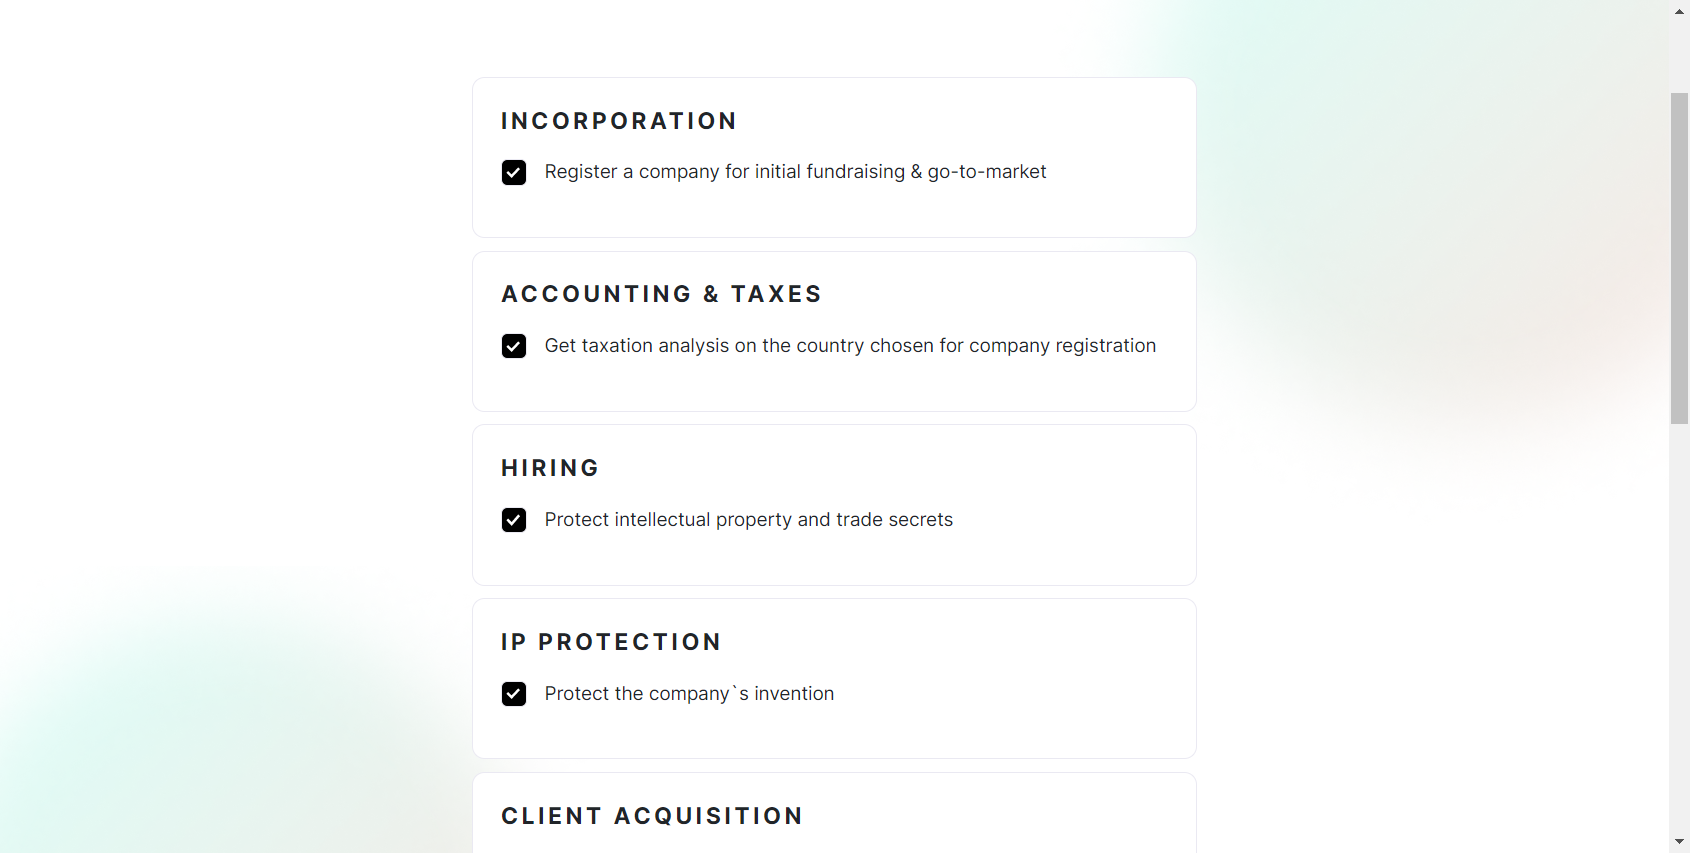 INCORPORATION
Register a company for initial fundraising & go-to-market
ACCOUNTING & TAXES
Get taxation analysis on the country chosen for company registration
HIRING
Protect intellectual property and trade secrets
IP PROTECTION
Protect the company`s invention
CLIENT ACQUISITION